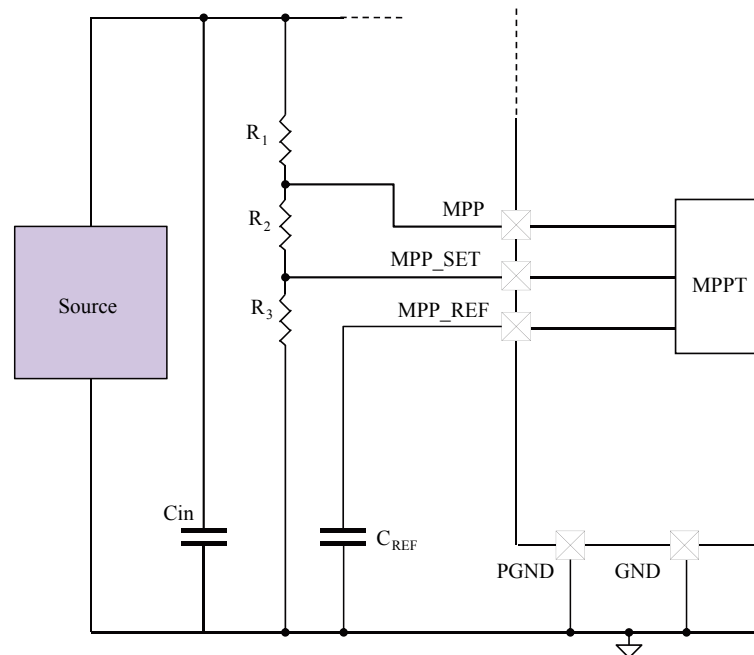 R1
MPP
R2
MPP_SET
Source
R3
MPP_REF
MPPT
Cin
CREF
PGND
GND